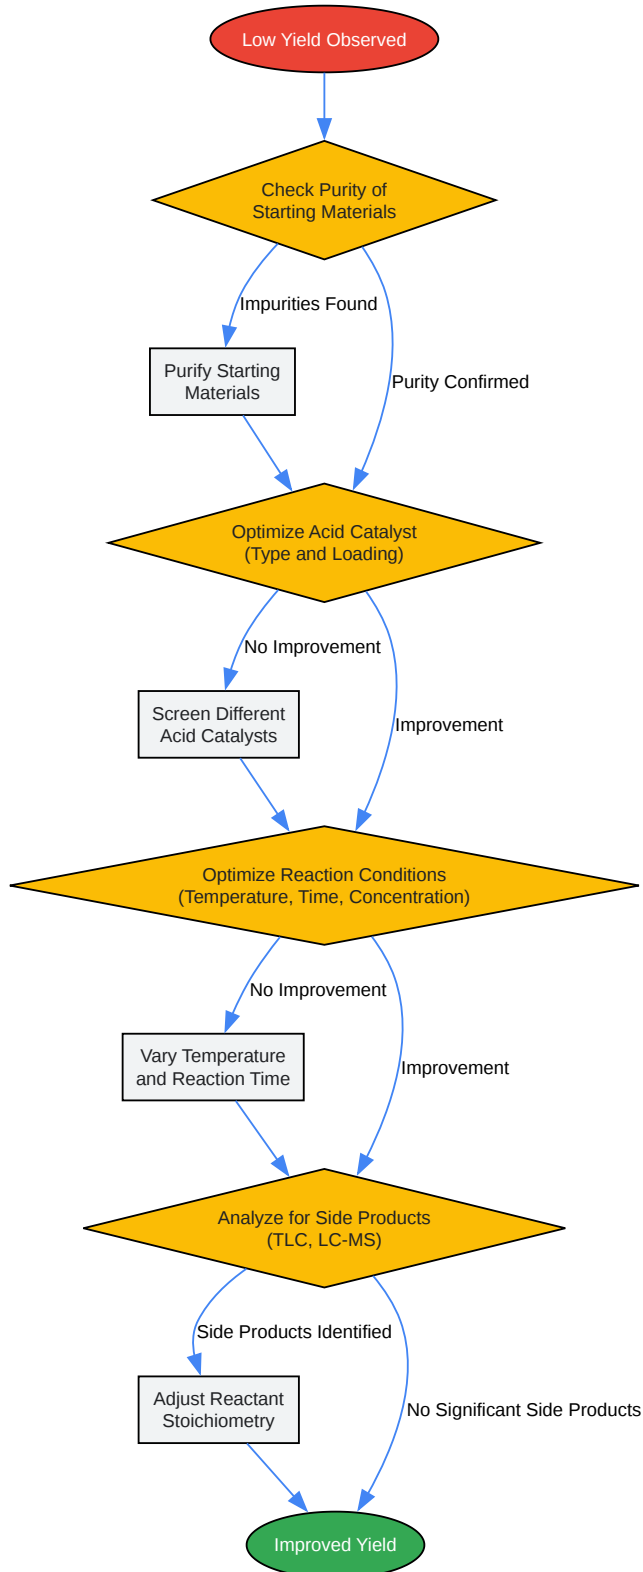 Low Yield Observed
Check Purity of
Starting Materials
Impurities Found
Purify Starting
Materials
Purity Confirmed
Optimize Acid Catalyst
(Type and Loading)
No Improvement
Screen Different
Acid Catalysts
Improvement
Optimize Reaction Conditions
(Temperature, Time, Concentration)
No Improvement
Vary Temperature
and Reaction Time
Improvement
Analyze for Side Products
(TLC, LC-MS)
Side Products Identified
Adjust Reactant
Stoichiometry
No Significant Side Products
Improved Yield